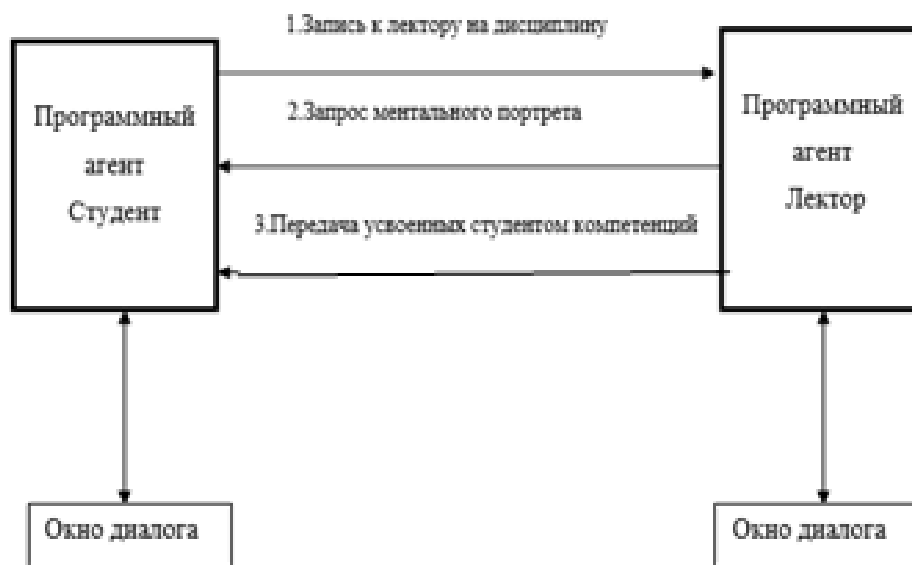 1.Запись к лектору на дисциплину
Программный
агент
Студент
2.Запрос ментального портрета
3.Передача усвоенных студентом компетенций
Программный
агент
Лектор
Окно диалога
Окно диалога